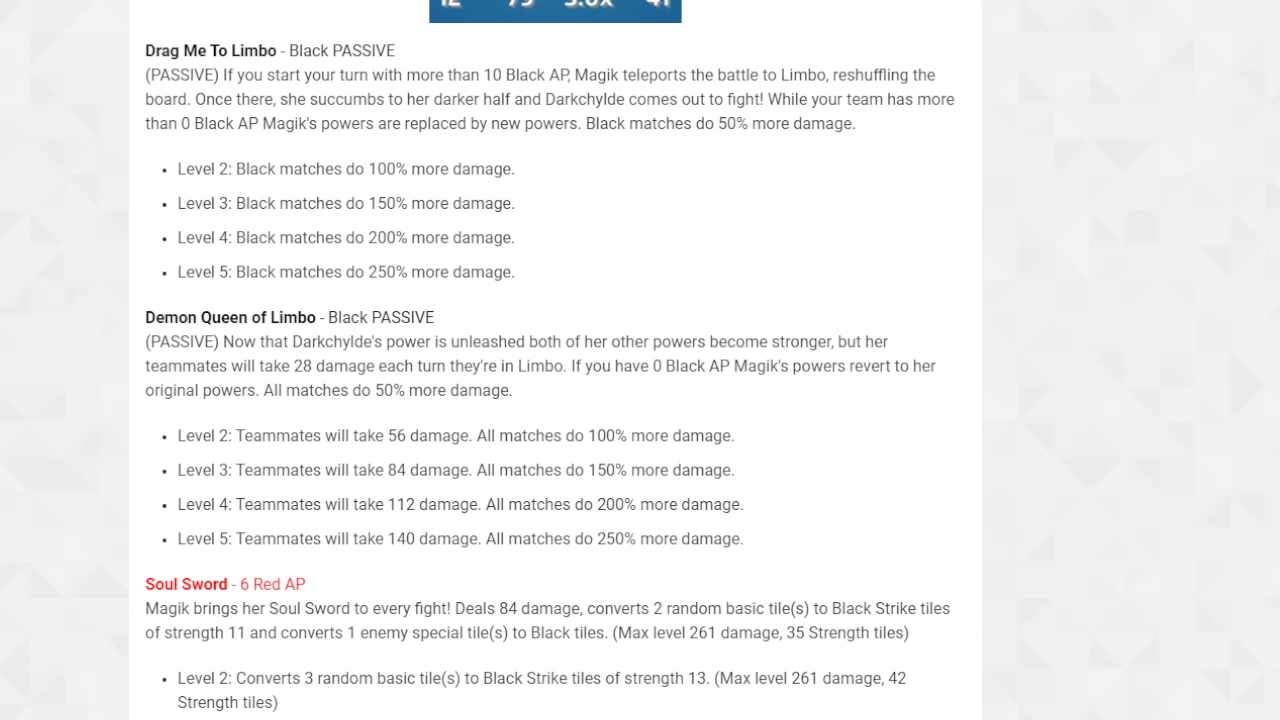 Drag Me To Limbo - Black PASSIVE
(PASSIVE) If you start your turn with more than 10 Black AP, Magik teleports the battle to Limbo, reshuffling the
board. Once there, she succumbs to her darker half and Darkchylde comes out to fight! While your team has more
than 0 Black AP Magik's powers are replaced by new powers. Black matches do 50% more damage.
• Level 2: Black matches do 100% more damage.
• Level 3: Black matches do 150% more damage.
• Level 4: Black matches do 200% more damage.
• Level 5: Black matches do 250% more damage.
Demon Queen of Limbo - Black PASSIVE
(PASSIVE) Now that Darkchylde's power is unleashed both of her other powers become stronger, but her
teammates will take 28 damage each turn they're in Limbo. If you have 0 Black AP Magik's powers revert to her
original powers. All matches do 50% more damage.
• Level 2: Teammates will take 56 damage. All matches do 100% more damage.
• Level 3: Teammates will take 84 damage. All matches do 150% more damage.
• Level 4: Teammates will take 112 damage. All matches do 200% more damage.
• Level 5: Teammates will take 140 damage. All matches do 250% more damage.
Soul Sword - 6 Red AP
Magik brings her Soul Sword to every fight! Deals 84 damage, converts 2 random basic tile(s) to Black Strike tiles
of strength 11 and converts 1 enemy special tile(s) to Black tiles. (Max level 261 damage, 35 Strength tiles)
• Level 2: Converts 3 random basic tile(s) to Black Strike tiles of strength 13. (Max level 261 damage, 42
Strength tiles)